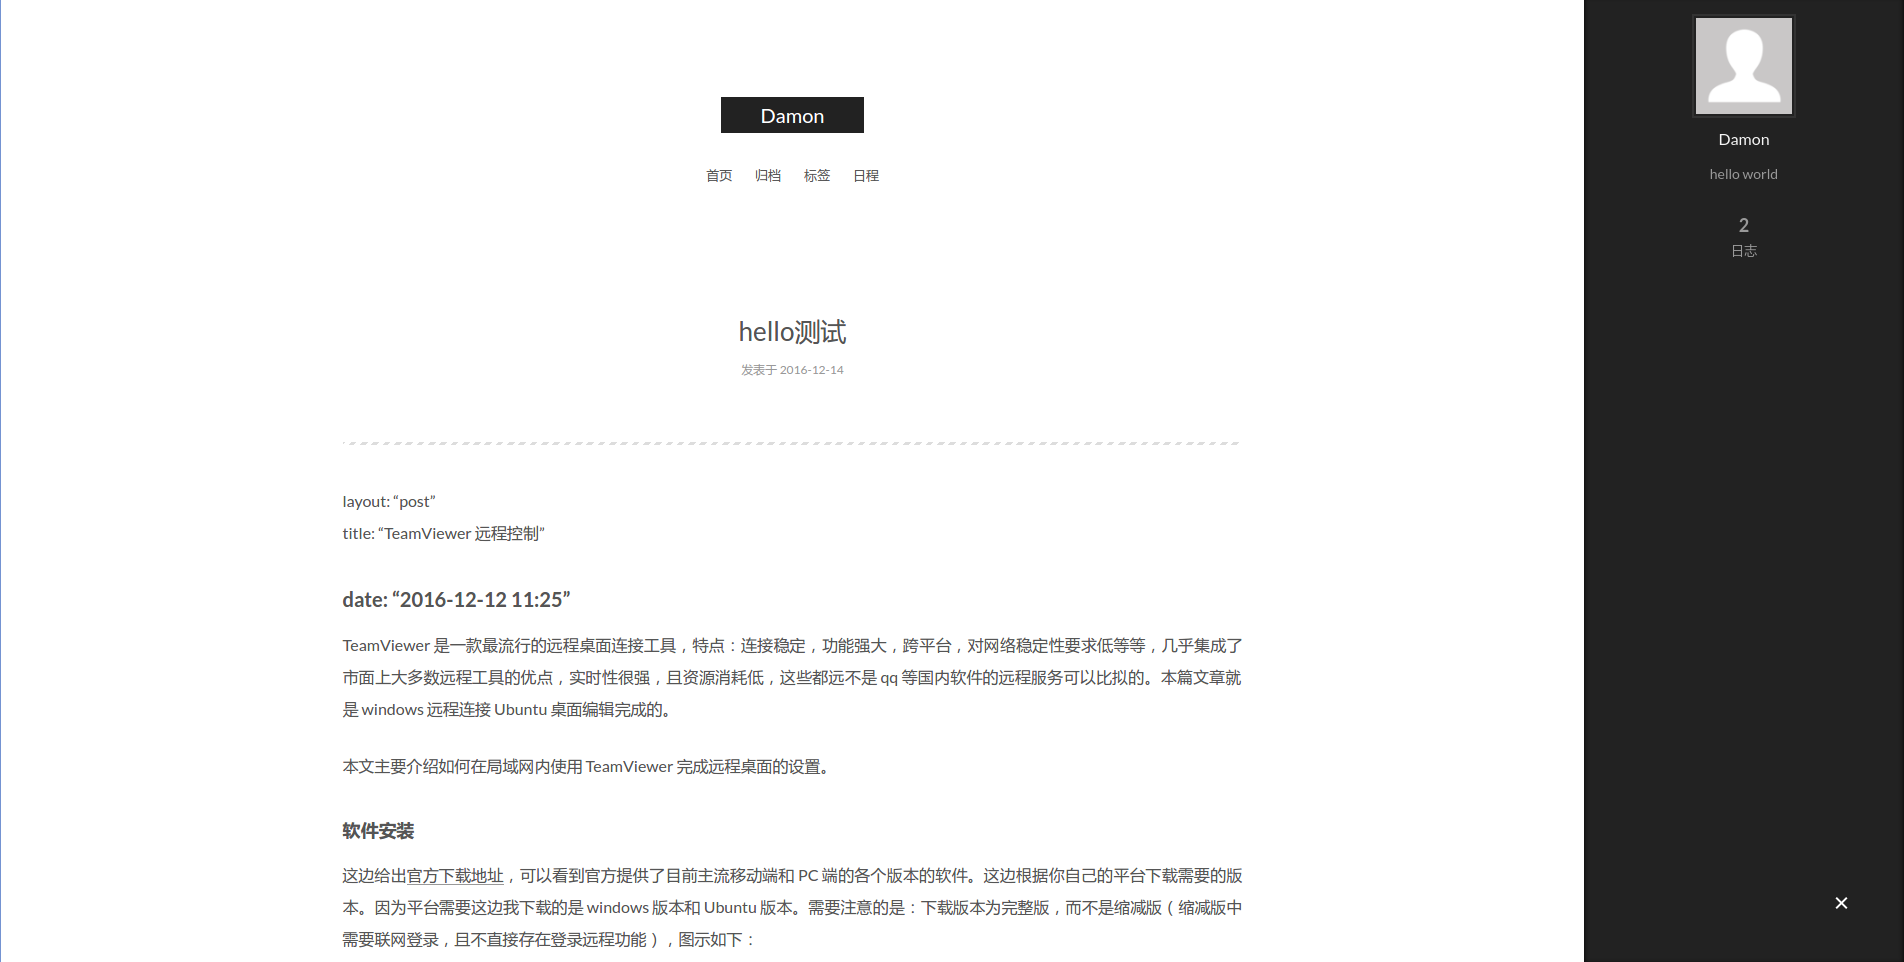 Damon
首页 归档 标签 日程
hello测试
发表于 2016-12-14
layout: “post”
title: “TeamViewer 远程控制”
date: “2016-12-12 11:25”
TeamViewer 是一款最流行的远程桌面连接工具，特点：连接稳定，功能强大，跨平台，对网络稳定性要求低等等，几乎集成了
市面上大多数远程工具的优点，实时性很强，且资源消耗低，这些都远不是 qq 等国内软件的远程服务可以比拟的。本篇文章就
是 windows 远程连接 Ubuntu 桌面编辑完成的。
本文主要介绍如何在局域网内使用 TeamViewer 完成远程桌面的设置。
软件安装
这边给出官方下载地址，可以看到官方提供了目前主流移动端和 PC 端的各个版本的软件。这边根据你自己的平台下载需要的版
本。因为平台需要这边我下载的是 windows 版本和 Ubuntu 版本。需要注意的是：下载版本为完整版，而不是缩减版（缩减版中
需要联网登录，且不直接存在登录远程功能），图示如下：
Damon
hello world
2
日志